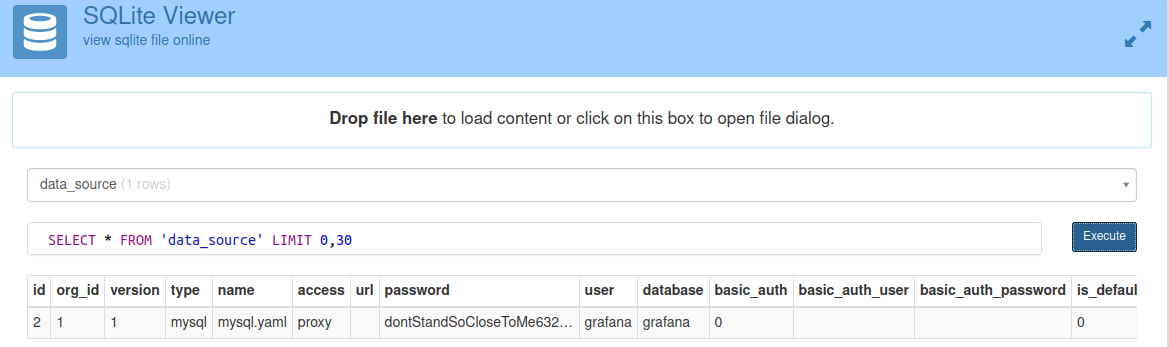 SQLite Viewer
view sqlite file online
Drop file here to load content or click on this box to open file dialog.
data_source (1 rows)
SELECT * FROM 'data_source' LIMIT 0,30
Execute
id org_id version type name access url password user database basic_auth basic_auth_user basic_auth_password is_defaul
2 1 1 mysql mysql.yaml proxy dontStandSoCloseToMe632... grafana grafana 0 0